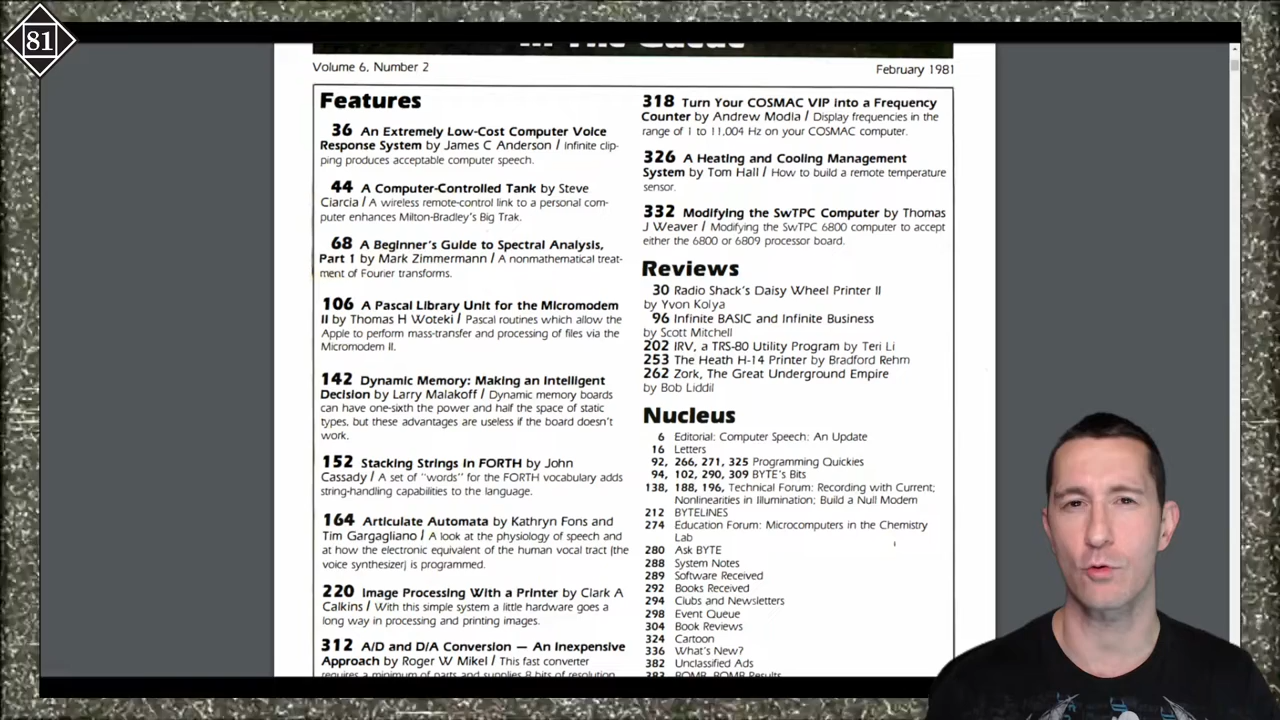 81
In The Queue
Volume 6, Number 2
February 1981
Features
36 An Extremely Low-Cost Computer Voice
Response System by James C Anderson / Infinite clip-
ping produces acceptable computer speech.
44 A Computer-Controlled Tank by Steve
Ciarcia / A wireless remote-control link to a personal com-
puter enhances Milton-Bradley's Big Trak.
68 A Beginner's Guide to Spectral Analysis,
Part 1 by Mark Zimmermann / A nonmathematical treat-
ment of Fourier transforms.
106 A Pascal Library Unit for the Micromodem
II by Thomas H Woteki / Pascal routines which allow the
Apple to perform mass-transfer and processing of files via the
Micromodem II.
142 Dynamic Memory: Making an Intelligent
Decision by Larry Malakoff / Dynamic memory boards
can have one-sixth the power and half the space of static
types, but these advantages are useless if the board doesn't
work.
152 Stacking Strings in FORTH by John
Cassady / A set of "words" for the FORTH vocabulary adds
string-handling capabilities to the language.
164 Articulate Automata by Kathryn Fons and
Tim Gargagliano / A look at the physiology of speech and
at how the electronic equivalent of the human vocal tract (the
voice synthesizer) is programmed.
220 Image Processing With a Printer by Clark A
Calkins / With this simple system a little hardware goes a
long way in processing and printing images.
312 A/D and D/A Conversion — An Inexpensive
Approach by Roger W Mikel / This fast converter
requires a minimum of parts and supplies 8 bits of resolution.
318 Turn Your COSMAC VIP into a Frequency
Counter by Andrew Modla / Display frequencies in the
range of 1 to 11,004 Hz on your COSMAC computer.
326 A Heating and Cooling Management
System by Tom Hall / How to build a remote temperature
sensor.
332 Modifying the SwTPC Computer by Thomas
J Weaver / Modifying the SwTPC 6800 computer to accept
either the 6800 or 6809 processor board.
Reviews
30 Radio Shack's Daisy Wheel Printer II
by Yvon Kolya
96 Infinite BASIC and Infinite Business
by Scott Mitchell
202 IRV, a TRS-80 Utility Program by Teri Li
253 The Heath H-14 Printer by Bradford Rehm
262 Zork, The Great Underground Empire
by Bob Liddil
Nucleus
6 Editorial: Computer Speech: An Update
16 Letters
92, 266, 271, 325 Programming Quickies
94, 102, 290, 309 BYTE's Bits
138, 188, 196, Technical Forum: Recording with Current;
Nonlinearities in Illumination; Build a Null Modem
212 BYTELINES
274 Education Forum: Microcomputers in the Chemistry
Lab
280 Ask BYTE
288 System Notes
289 Software Received
292 Books Received
294 Clubs and Newsletters
298 Event Queue
304 Book Reviews
324 Cartoon
336 What's New?
382 Unclassified Ads
383 BOMB, BOMB Results